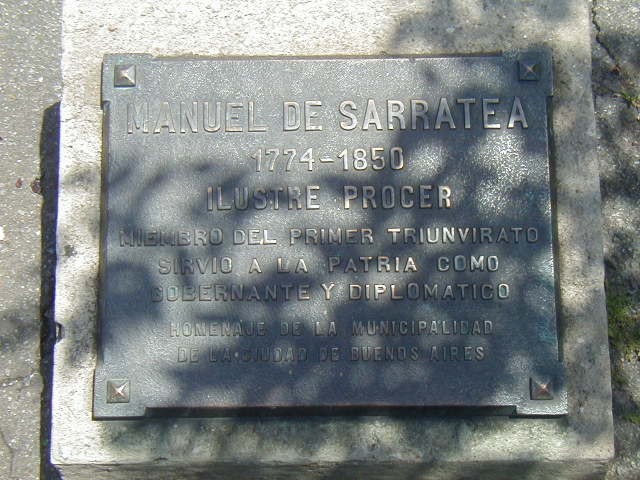 MANUEL DE SARRATEA
1774-1850
ILUSTRE PROCER
MIEMBRO DEL PRIMER TRIUNVIRATO
SIRVIO A LA PATRIA COMO
GOBERNANTE Y DIPLOMATICO
HOMENAJE DE LA MUNICIPALIDAD
DE LA CIUDAD DE BUENOS AIRES